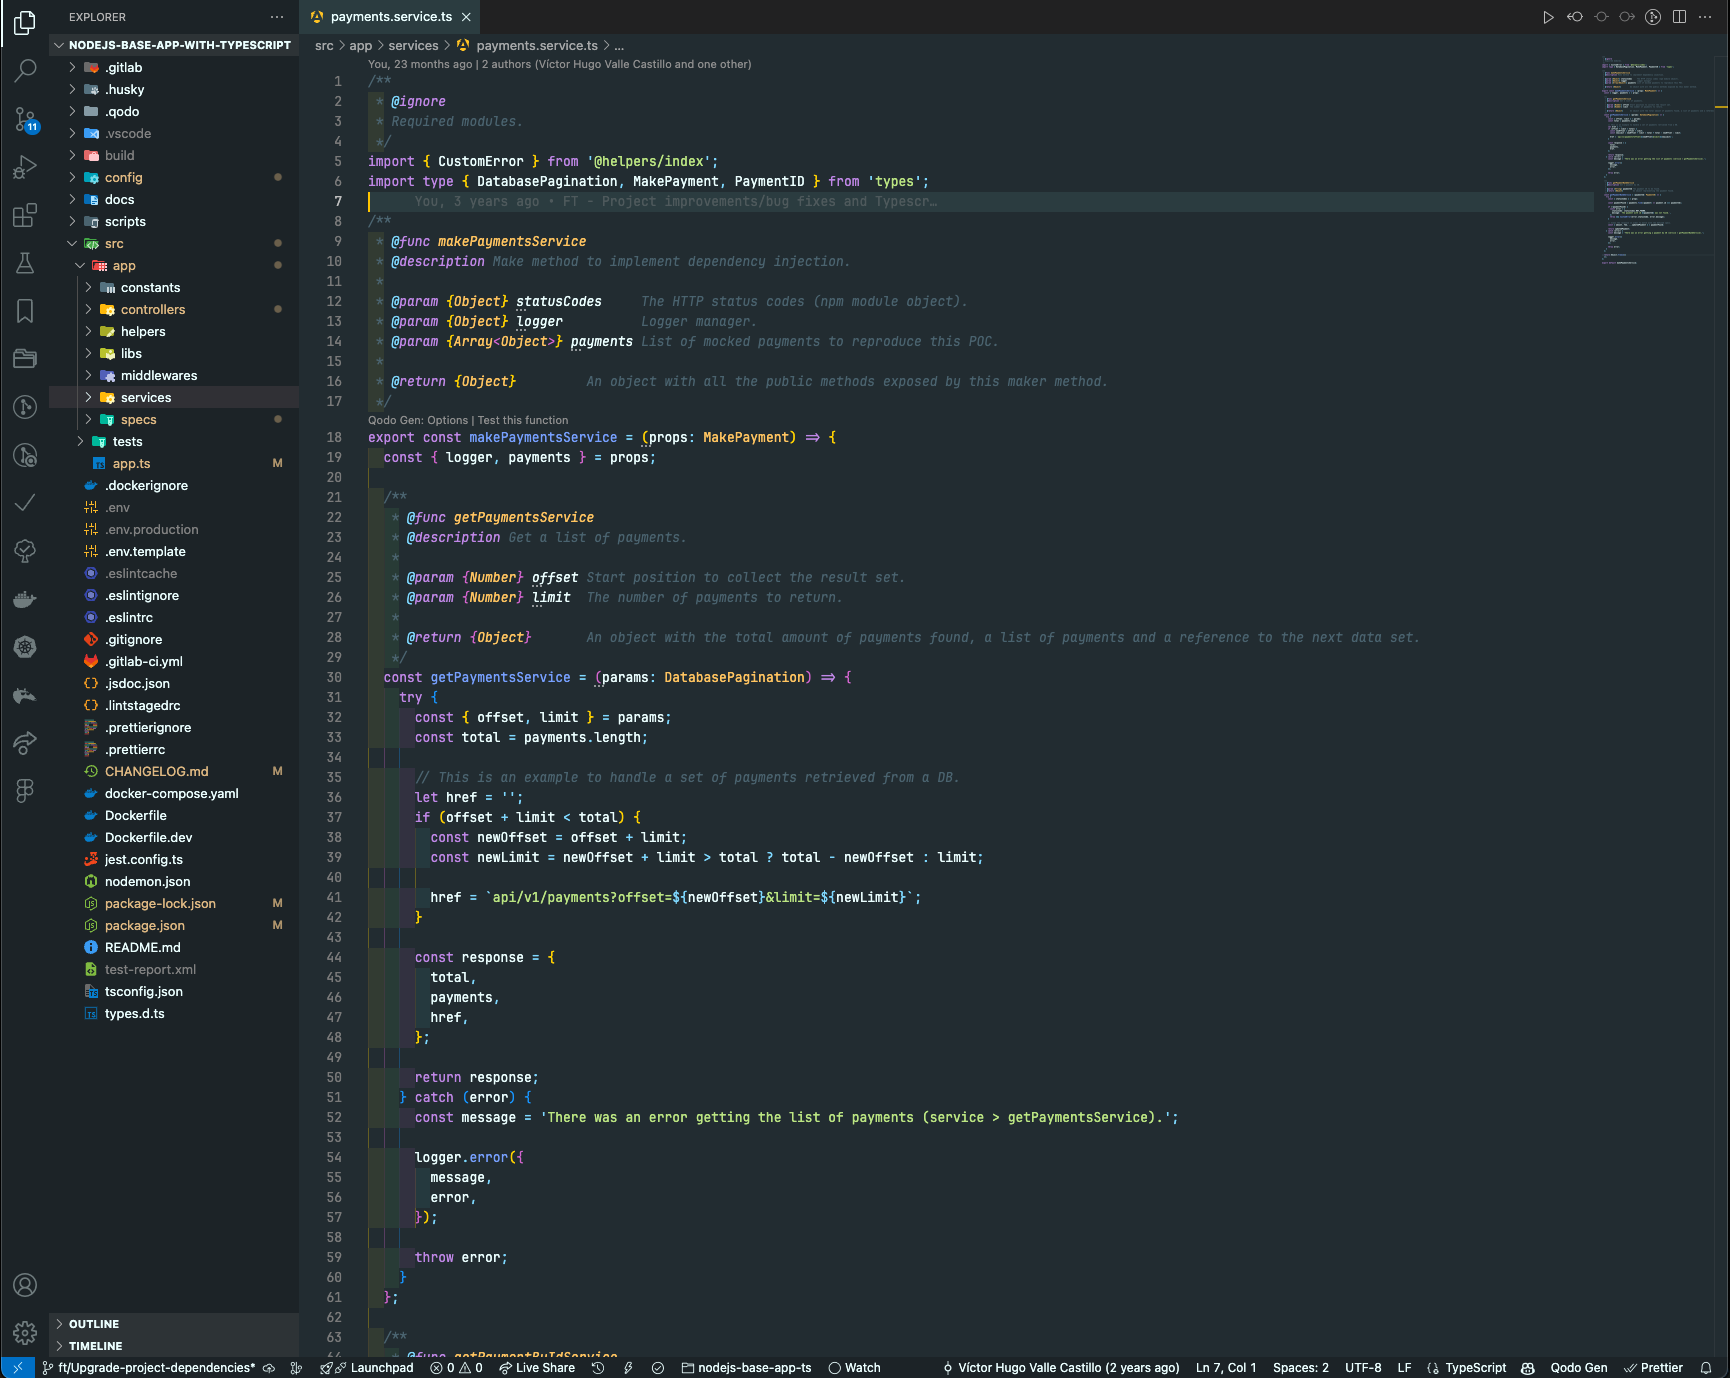 EXPLORER
NODEJS-BASE-APP-WITH-TYPESCRIPT
.gitlab
.husky
.qodo
.vscode
build
config
docs
scripts
src
app
constants
controllers
helpers
libs
middlewares
services
specs
tests
app.ts M
.dockerignore
.env
.env.production
.env.template
.eslintcache
.eslintignore
.eslintrc
.gitignore
.gitlab-ci.yml
.jsdoc.json
.lintstagedrc
.prettierignore
.prettierrc
CHANGELOG.md M
docker-compose.yaml
Dockerfile
Dockerfile.dev
jest.config.ts
nodemon.json
package-lock.json M
package.json M
README.md
test-report.xml
tsconfig.json
types.d.ts
OUTLINE
TIMELINE
11
payments.service.ts
src > app > services > payments.service.ts > ...
You, 23 months ago | 2 authors (Víctor Hugo Valle Castillo and one other)
1 /**
2 * @ignore
3 * Required modules.
4 */
5 import { CustomError } from '@helpers/index';
6 import type { DatabasePagination, MakePayment, PaymentID } from 'types';
7 You, 3 years ago • FT - Project improvements/bug fixes and Typescr…
8 /**
9 * @func makePaymentsService
10 * @description Make method to implement dependency injection.
11 *
12 * @param {Object} statusCodes The HTTP status codes (npm module object).
13 * @param {Object} logger Logger manager.
14 * @param {Array<Object>} payments List of mocked payments to reproduce this POC.
15 *
16 * @return {Object} An object with all the public methods exposed by this maker method.
17 */
Qodo Gen: Options | Test this function
18 export const makePaymentsService = (props: MakePayment) => {
19 const { logger, payments } = props;
20
21 /**
22 * @func getPaymentsService
23 * @description Get a list of payments.
24 *
25 * @param {Number} offset Start position to collect the result set.
26 * @param {Number} limit The number of payments to return.
27 *
28 * @return {Object} An object with the total amount of payments found, a list of payments and a reference to the next data set.
29 */
30 const getPaymentsService = (params: DatabasePagination) => {
31 try {
32 const { offset, limit } = params;
33 const total = payments.length;
34
35 // This is an example to handle a set of payments retrieved from a DB.
36 let href = '';
37 if (offset + limit < total) {
38 const newOffset = offset + limit;
39 const newLimit = newOffset + limit > total ? total - newOffset : limit;
40
41 href = `api/v1/payments?offset=${newOffset}&limit=${newLimit}`;
42 }
43
44 const response = {
45 total,
46 payments,
47 href,
48 };
49
50 return response;
51 } catch (error) {
52 const message = 'There was an error getting the list of payments (service > getPaymentsService).';
53
54 logger.error({
55 message,
56 error,
57 });
58
59 throw error;
60 }
61 };
62
63 /**
64 * @func getPaymentByIdService
ft/Upgrade-project-dependencies* Launchpad 0 0 Live Share nodejs-base-app-ts Watch Víctor Hugo Valle Castillo (2 years ago) Ln 7, Col 1 Spaces: 2 UTF-8 LF TypeScript Qodo Gen Prettier